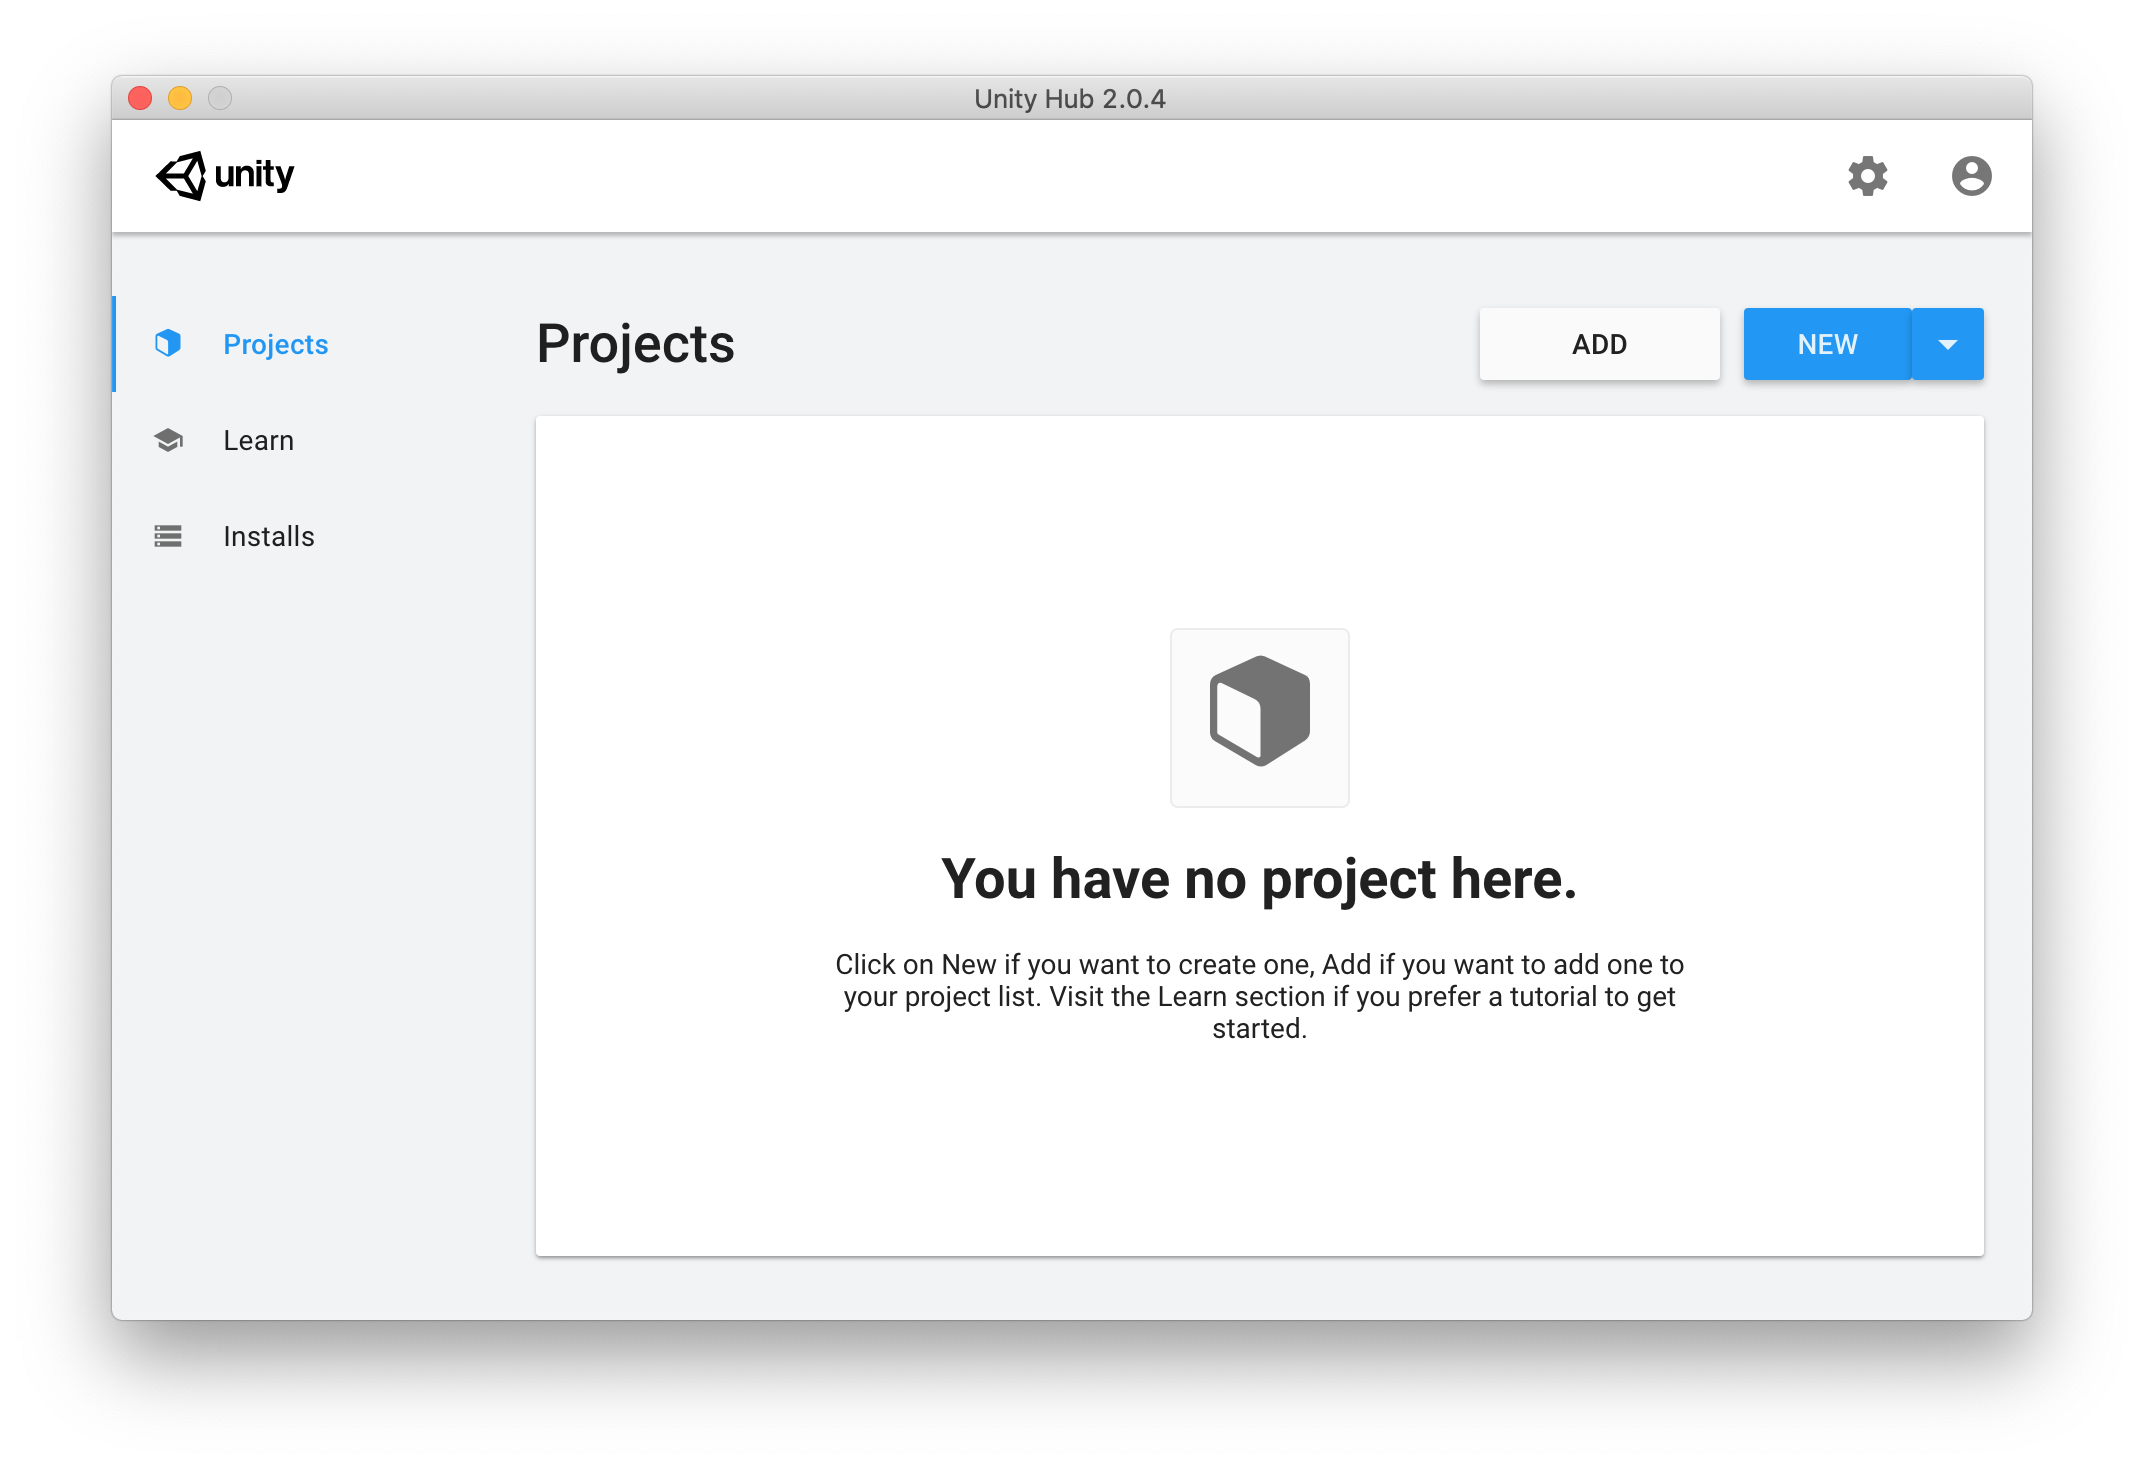 Unity Hub 2.0.4
unity
Projects
Learn
Installs
Projects
ADD
NEW
You have no project here.
Click on New if you want to create one, Add if you want to add one to
your project list. Visit the Learn section if you prefer a tutorial to get
started.